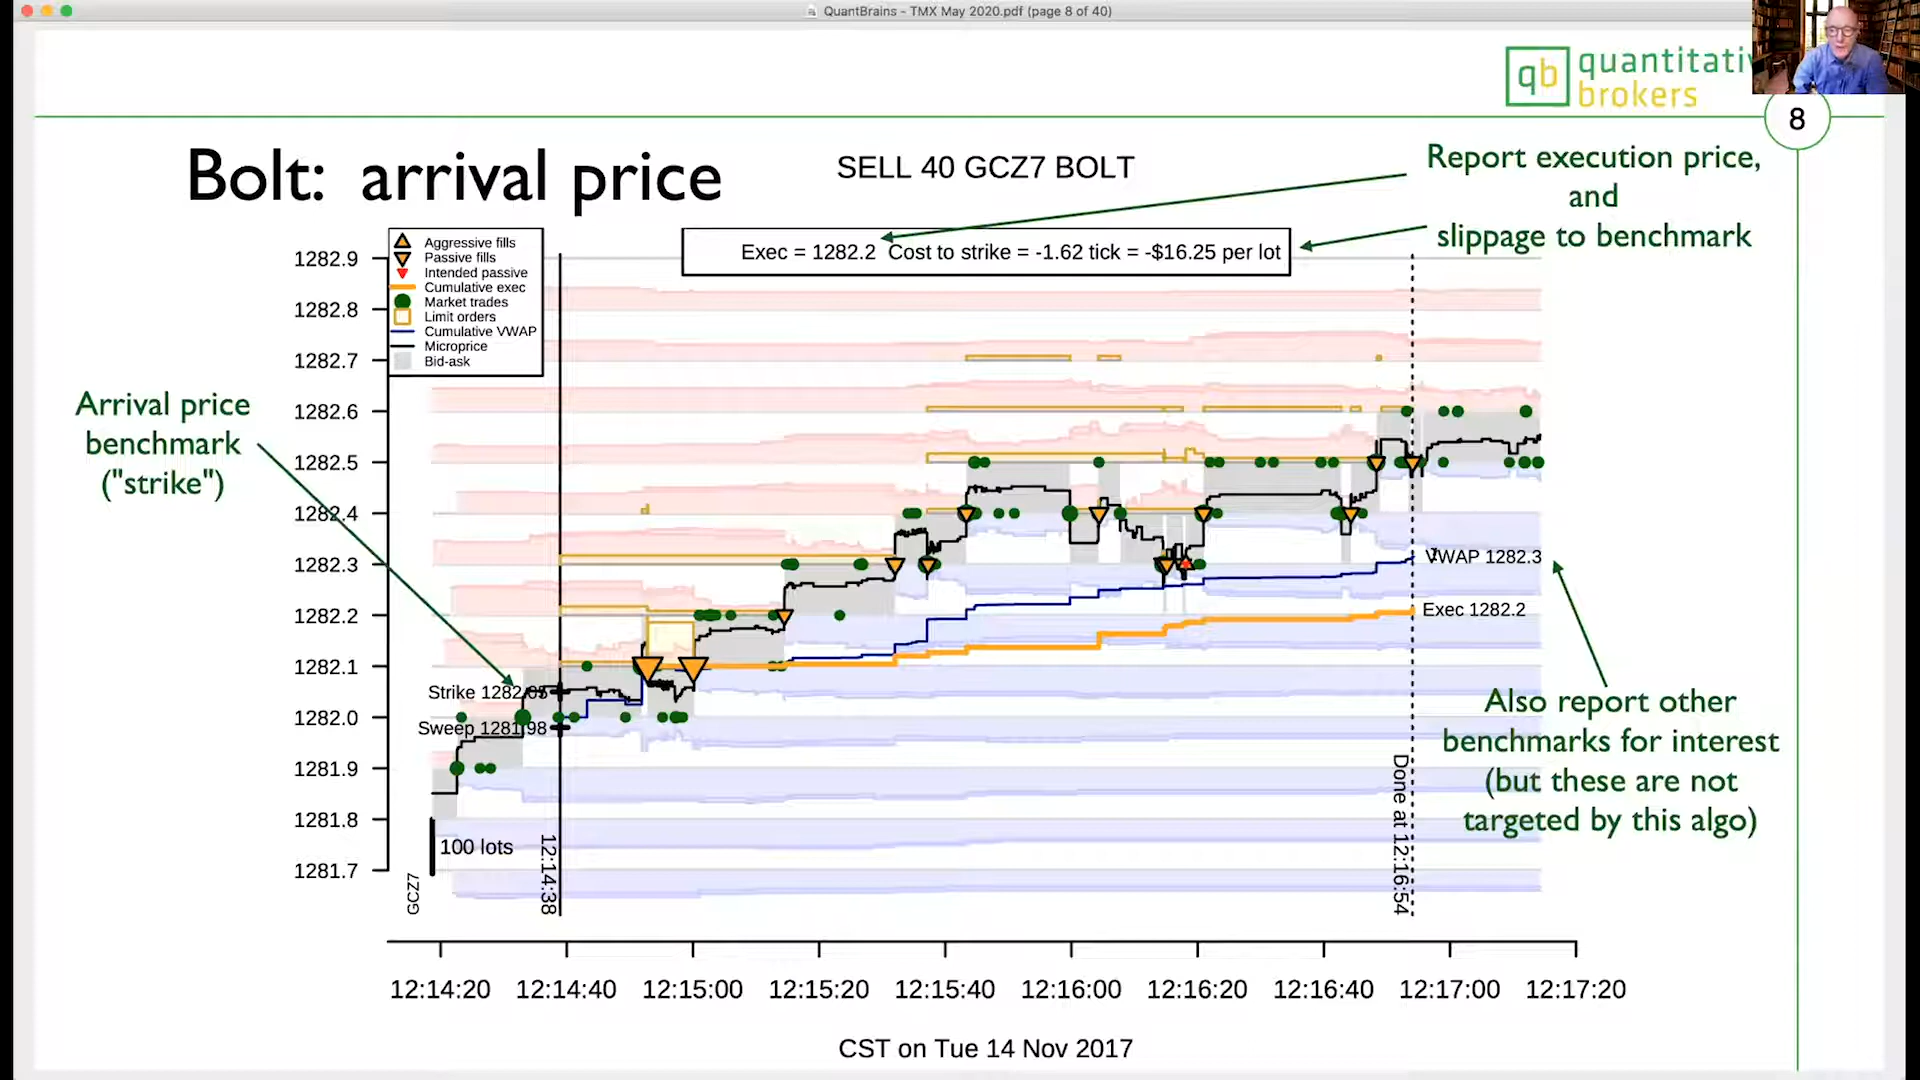 QuantBrains - TMX May 2020.pdf (page 8 of 40)
qb quantitati
brokers
8
Bolt: arrival price
SELL 40 GCZ7 BOLT
Report execution price,
and
slippage to benchmark
Exec = 1282.2 Cost to strike = -1.62 tick = -$16.25 per lot
Aggressive fills
Passive fills
Intended passive
Cumulative exec
Market trades
Limit orders
Cumulative VWAP
Microprice
Bid-ask
1282.9
1282.8
1282.7
1282.6
1282.5
1282.4
1282.3
1282.2
1282.1
1282.0
1281.9
1281.8
1281.7
Arrival price
benchmark
("strike")
Strike 1282.05
Sweep 1281.98
VWAP 1282.3
Exec 1282.2
Also report other
benchmarks for interest
(but these are not
targeted by this algo)
100 lots
GCZ7
12:14:38
Done at 12:16:54
12:14:20 12:14:40 12:15:00 12:15:20 12:15:40 12:16:00 12:16:20 12:16:40 12:17:00 12:17:20
CST on Tue 14 Nov 2017